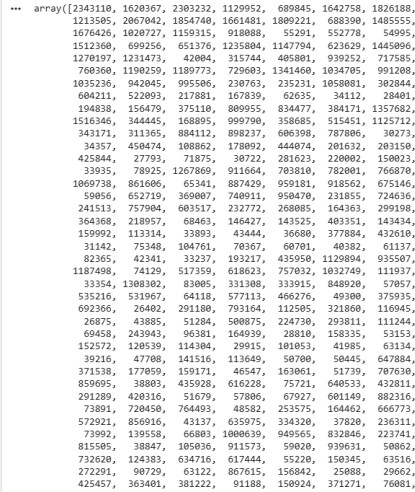 ••• array([2343110, 1620367, 2303232, 1129952, 689845, 1642758, 1826188,
1213505, 2067042, 1854740, 1661481, 1809221, 688390, 1485555,
1676426, 1020727, 1159315, 918088, 55291, 552778, 54995,
1512360, 699256, 651376, 1235804, 1147794, 623629, 1445096,
1270197, 1231473, 42004, 315744, 405801, 939252, 717585,
760360, 1190259, 1189773, 729603, 1341460, 1034705, 991208,
1035236, 942045, 995506, 230763, 235231, 1058081, 302844,
604211, 522093, 217881, 167839, 62635, 34112, 28401,
194838, 156479, 375110, 809955, 834477, 384171, 1357682,
1516346, 344445, 168895, 999790, 358685, 515451, 1125712,
343171, 311365, 884112, 898237, 606398, 787806, 30273,
34357, 450474, 108862, 178092, 444074, 201632, 203150,
425844, 27793, 71875, 30722, 281623, 220002, 150023,
33935, 78925, 1267869, 911664, 703810, 782001, 766870,
1069738, 861606, 65341, 887429, 959181, 918562, 675146,
59056, 652719, 369007, 740911, 950470, 231855, 724636,
241513, 757904, 603517, 232772, 268085, 164363, 299198,
364368, 218957, 68463, 146427, 143525, 403351, 143434,
159992, 113314, 33893, 43444, 36680, 377884, 432610,
31142, 75348, 104761, 70367, 60701, 40382, 61137,
82365, 42341, 33237, 193217, 435950, 1129894, 935507,
1187498, 74129, 517359, 618623, 757032, 1032749, 111937,
33354, 1308302, 83005, 331308, 333915, 848920, 57057,
535216, 531967, 64118, 577113, 466276, 49300, 375935,
692366, 26402, 291180, 793164, 112505, 321860, 116945,
26875, 43885, 51284, 500875, 224730, 293811, 111244,
69458, 243943, 96381, 164939, 28810, 158335, 53153,
152572, 120539, 114304, 29915, 101053, 41985, 63134,
39216, 47708, 141516, 113649, 50700, 50445, 647884,
371538, 177059, 159171, 46547, 163061, 51739, 707630,
859695, 38803, 435928, 616228, 75721, 640533, 432811,
291289, 420316, 51679, 57806, 67927, 601149, 882316,
73891, 720450, 764493, 48582, 253575, 164462, 666773,
572921, 856916, 43137, 635975, 334320, 37820, 236311,
73992, 139558, 66803, 1000639, 949565, 832846, 223741,
815505, 38847, 105036, 911573, 59020, 939631, 50862,
732620, 124383, 634716, 617444, 55220, 150345, 63516,
272291, 90729, 63122, 867615, 156842, 25088, 29662,
425457, 363401, 381222, 91188, 150924, 371271, 76081,